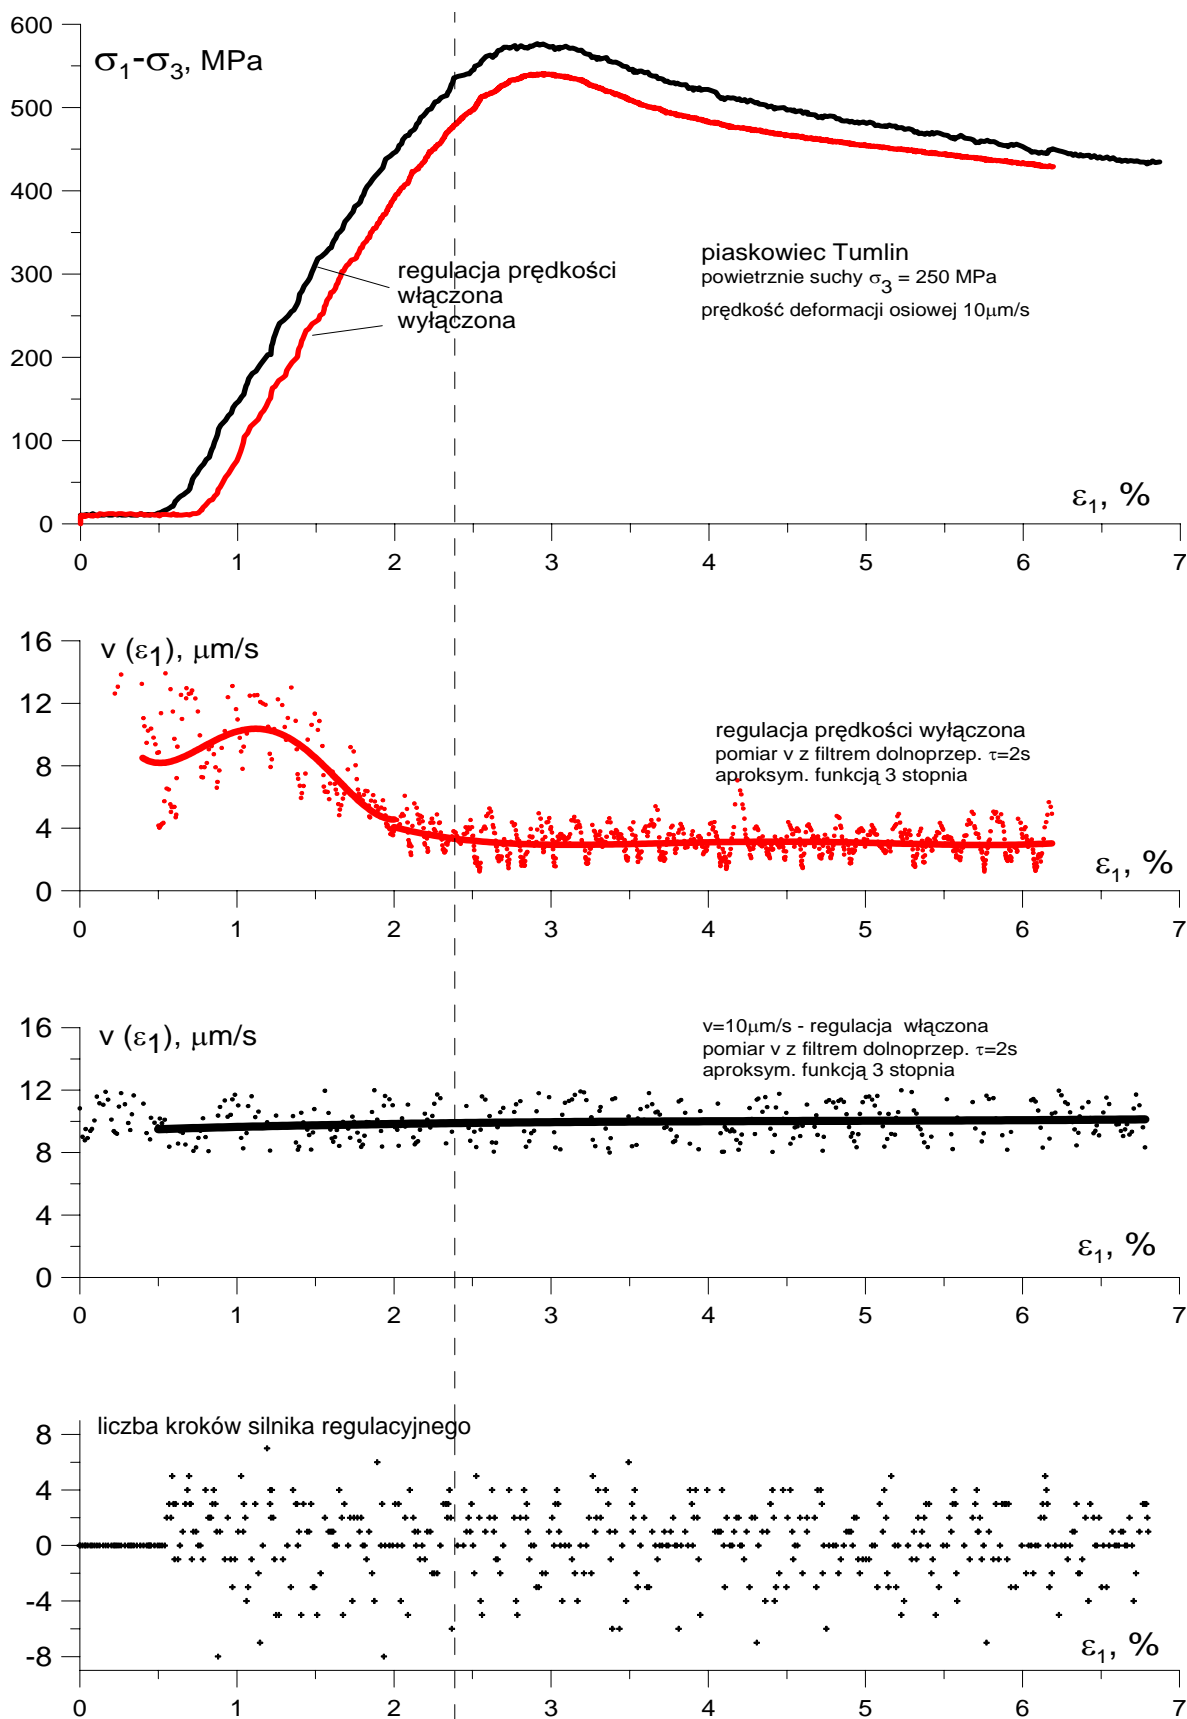 600
σ1-σ3, MPa
500
400
300
200
100
0
regulacja prędkości
włączona
wyłączona
piaskowiec Tumlin
powietrznie suchy σ3 = 250 MPa
prędkość deformacji osiowej 10μm/s
ε1, %
0 1 2 3 4 5 6 7
16
v (ε1), μm/s
12
8
4
0
regulacja prędkości wyłączona
pomiar v z filtrem dolnoprzep. τ=2s
aproksym. funkcją 3 stopnia
ε1, %
0 1 2 3 4 5 6 7
16
v (ε1), μm/s
12
8
4
0
v=10μm/s - regulacja włączona
pomiar v z filtrem dolnoprzep. τ=2s
aproksym. funkcją 3 stopnia
ε1, %
0 1 2 3 4 5 6 7
liczba kroków silnika regulacyjnego
8
4
0
-4
-8
ε1, %
0 1 2 3 4 5 6 7